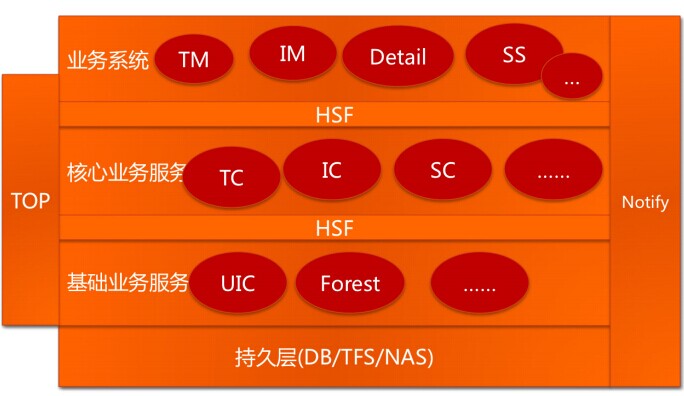 业务系统
TM
IM
Detail
SS
...
HSF
核心业务服务
TC
IC
SC
......
TOP
Notify
HSF
基础业务服务
UIC
Forest
......
持久层(DB/TFS/NAS)